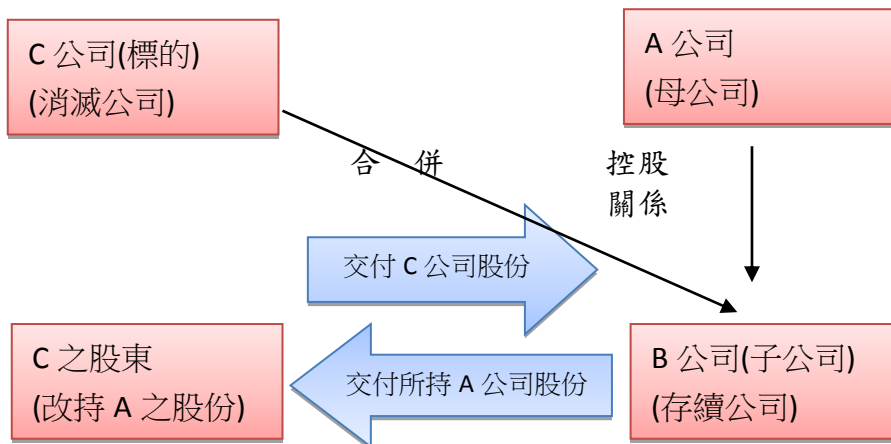 C 公司(標的)
(消滅公司)
A 公司
(母公司)
合 併
控股
關係
交付 C 公司股份
C 之股東
(改持 A 之股份)
交付所持 A 公司股份
B 公司(子公司)
(存續公司)